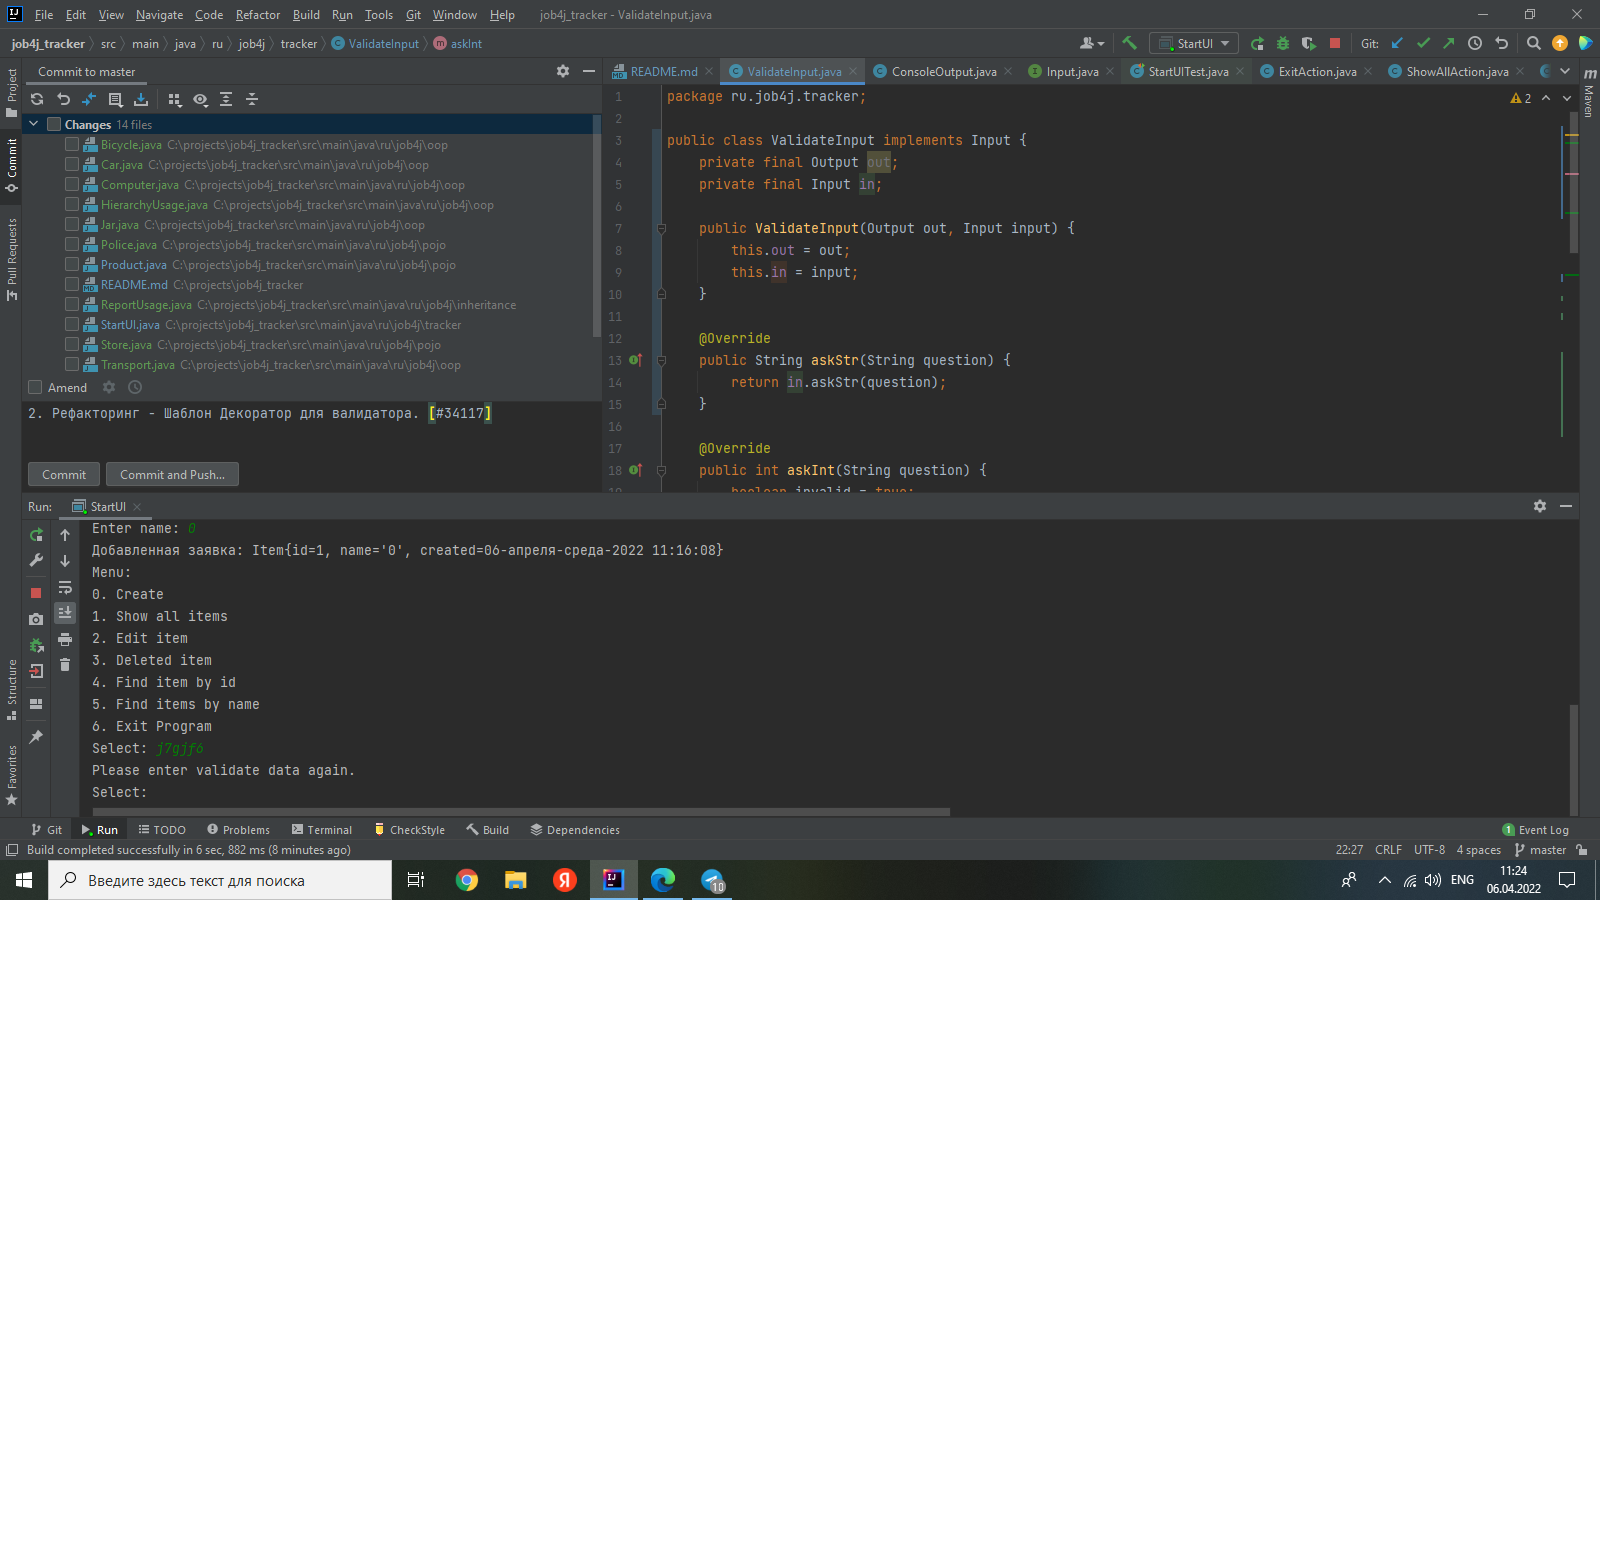 File Edit View Navigate Code Refactor Build Run Tools Git Window Help job4j_tracker - ValidateInput.java
job4j_tracker src main java ru job4j tracker ValidateInput askInt StartUI Git:
Project
Commit
Pull Requests
Structure
Favorites
Commit to master
Changes 14 files
Bicycle.java C:\projects\job4j_tracker\src\main\java\ru\job4j\oop
Car.java C:\projects\job4j_tracker\src\main\java\ru\job4j\oop
Computer.java C:\projects\job4j_tracker\src\main\java\ru\job4j\oop
HierarchyUsage.java C:\projects\job4j_tracker\src\main\java\ru\job4j\oop
Jar.java C:\projects\job4j_tracker\src\main\java\ru\job4j\oop
Police.java C:\projects\job4j_tracker\src\main\java\ru\job4j\pojo
Product.java C:\projects\job4j_tracker\src\main\java\ru\job4j\pojo
README.md C:\projects\job4j_tracker
ReportUsage.java C:\projects\job4j_tracker\src\main\java\ru\job4j\inheritance
StartUI.java C:\projects\job4j_tracker\src\main\java\ru\job4j\tracker
Store.java C:\projects\job4j_tracker\src\main\java\ru\job4j\pojo
Transport.java C:\projects\job4j_tracker\src\main\java\ru\job4j\oop
Amend
2. Рефакторинг - Шаблон Декоратор для валидатора. [#34117]
Commit Commit and Push...
README.md ValidateInput.java ConsoleOutput.java Input.java StartUITest.java ExitAction.java ShowAllAction.java
Maven
2
1 package ru.job4j.tracker;
2
3 public class ValidateInput implements Input {
4 private final Output out;
5 private final Input in;
6
7 public ValidateInput(Output out, Input input) {
8 this.out = out;
9 this.in = input;
10 }
11
12 @Override
13 public String askStr(String question) {
14 return in.askStr(question);
15 }
16
17 @Override
18 public int askInt(String question) {
19 boolean invalid = true;
Run: StartUI
Enter name: 0
Добавленная заявка: Item{id=1, name='0', created=06-апреля-среда-2022 11:16:08}
Menu:
0. Create
1. Show all items
2. Edit item
3. Deleted item
4. Find item by id
5. Find items by name
6. Exit Program
Select: j7gjf6
Please enter validate data again.
Select:
Git Run TODO Problems Terminal CheckStyle Build Dependencies 1 Event Log
Build completed successfully in 6 sec, 882 ms (8 minutes ago) 22:27 CRLF UTF-8 4 spaces master
Введите здесь текст для поиска 10 ENG 11:24
06.04.2022